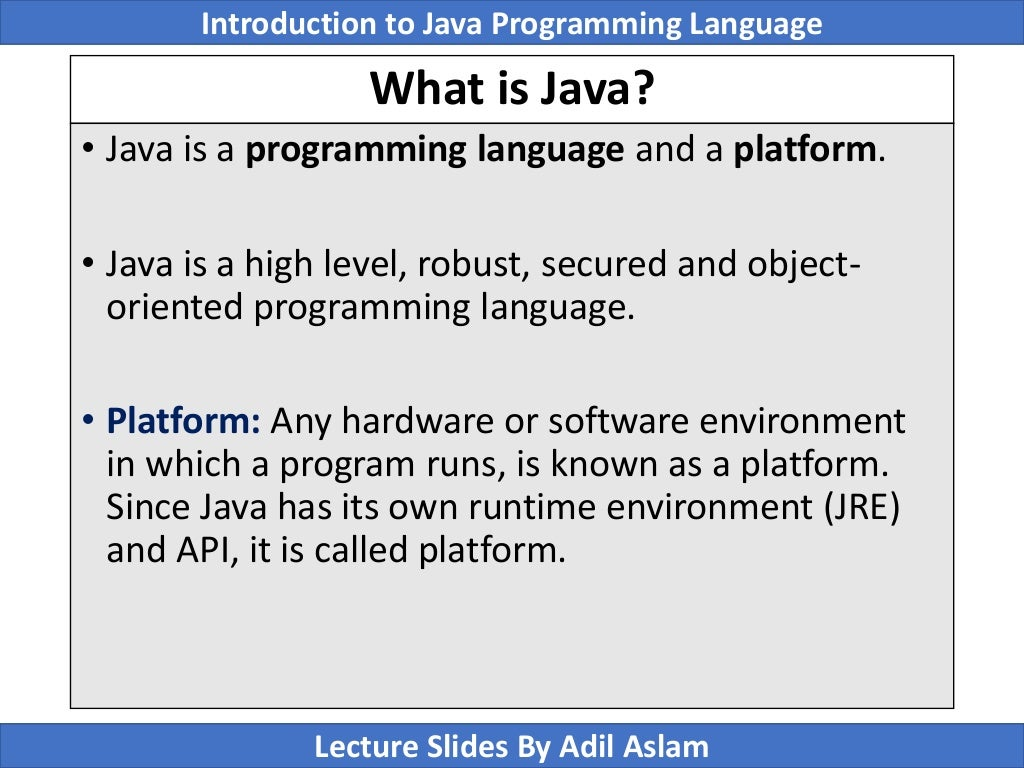 Introduction to Java Programming Language
What is Java?
• Java is a programming language and a platform.
• Java is a high level, robust, secured and object-
oriented programming language.
• Platform: Any hardware or software environment
in which a program runs, is known as a platform.
Since Java has its own runtime environment (JRE)
and API, it is called platform.
Lecture Slides By Adil Aslam